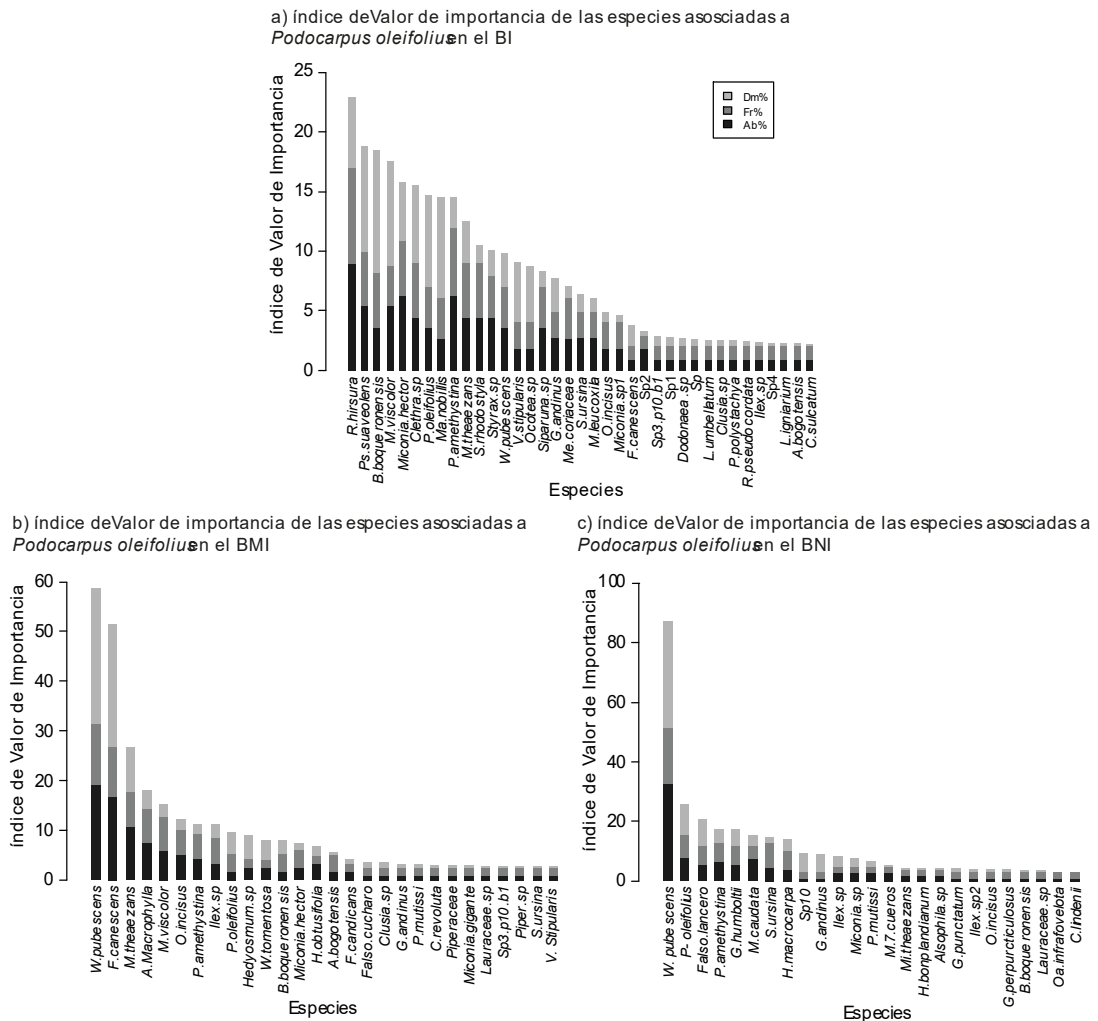 a) índice deValor de importancia de las especies asosciadas a
Podocarpus oleifolius en el BI
índice de Valor de Importancia
25
20
15
10
5
0
Dm%
Fr%
Ab%
R.hirsura
Ps.suaveolens
B.boqueronensis
M.viscolor
Miconia.hector
Clethra.sp
P.oleifolius
Ma.nobillis
P.amethystina
M.theaezans
S.rhodostyla
Styrax.sp
W.pubescens
V.stipularis
Ocotea.sp
Siparuna.sp
G.andinus
Me.coriaceae
S.ursina
M.leucoxila
O.incisus
Miconia.sp1
F.canescens
Sp2
Sp3.p10.b1
Sp1
Dodonaea.sp
Sp
L.umbellatum
Clusia.sp
P.polystachya
R.pseudocordata
Ilex.sp
Sp4
L.igniarium
A.bogotensis
C.sulcatum
Especies
b) índice deValor de importancia de las especies asosciadas a
Podocarpus oleifolius en el BMI
índice de Valor de Importancia
60
50
40
30
20
10
0
W.pubescens
F.canescens
M.theaezans
A.Macrophylla
M.viscolor
O.incisus
P.amethystina
Ilex.sp
P.oleifolius
Hedyosmum.sp
W.tomentosa
B.boqueronensis
Miconia.hector
H.obtusifolia
A.bogotensis
F.candicans
Falso.cucharo
Clusia.sp
G.andinus
P.mutissi
C.revoluta
Piperaceae
Miconia.gigante
Lauraceae.sp
Sp3.p10.b1
Piper.sp
S.ursina
V. Stipularis
Especies
c) índice deValor de importancia de las especies asosciadas a
Podocarpus oleifolius en el BNI
índice de Valor de Importancia
100
80
60
40
20
0
W. pubescens
P- oleifolius
Falso.lancero
P.amethystina
G.humboltii
M.caudata
S.ursina
H.macrocarpa
Sp10
G.andinus
Ilex.sp
Miconia.sp
P.mutissi
M.7.cueros
Mi.theaezans
H.bonplandianum
Alsophila.sp
G.punctatum
Ilex.sp2
O.incisus
G.perpurcticulosus
B.boqueronensis
Lauraceae.sp
Oa.infrafovelota
C.lndenii
Especies